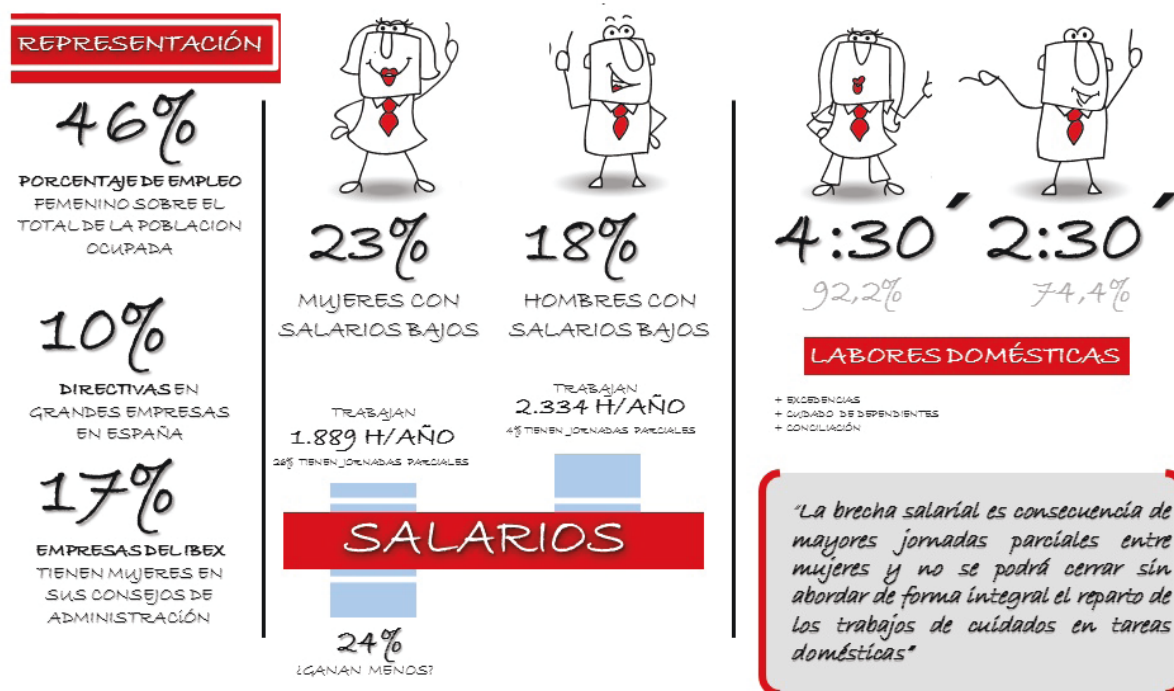 REPRESENTACIÓN
46%
PORCENTAJE DE EMPLEO
FEMENINO SOBRE EL
TOTAL DE LA POBLACION
OCUPADA
10%
DIRECTIVAS EN
GRANDES EMPRESAS
EN ESPAÑA
17%
EMPRESAS DEL IBEX
TIENEN MUJERES EN
SUS CONSEJOS DE
ADMINISTRACIÓN
23%
MUJERES CON
SALARIOS BAJOS
18%
HOMBRES CON
SALARIOS BAJOS
TRABAJAN
1.889 H/AÑO
26% TIENEN JORNADAS PARCIALES
TRABAJAN
2.334 H/AÑO
4% TIENEN JORNADAS PARCIALES
SALARIOS
24%
¿GANAN MENOS?
4:30´
92,2%
2:30´
74,4%
LABORES DOMÉSTICAS
+ EXCEDENCIAS
+ CUIDADO DE DEPENDIENTES
+ CONCILIACIÓN
"La brecha salarial es consecuencia de
mayores jornadas parciales entre
mujeres y no se podrá cerrar sin
abordar de forma integral el reparto de
los trabajos de cuidados en tareas
domésticas"